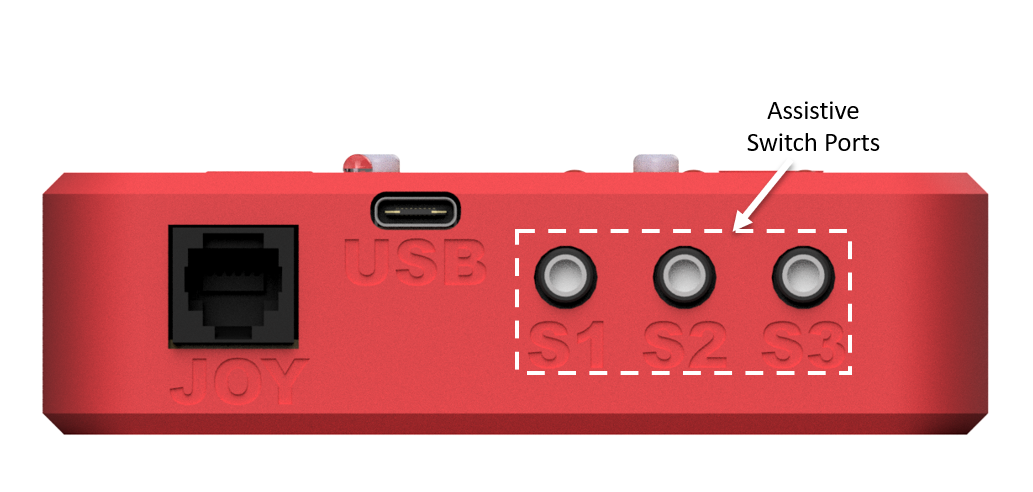 Assistive
Switch Ports
USB
S1 S2 S3
JOY